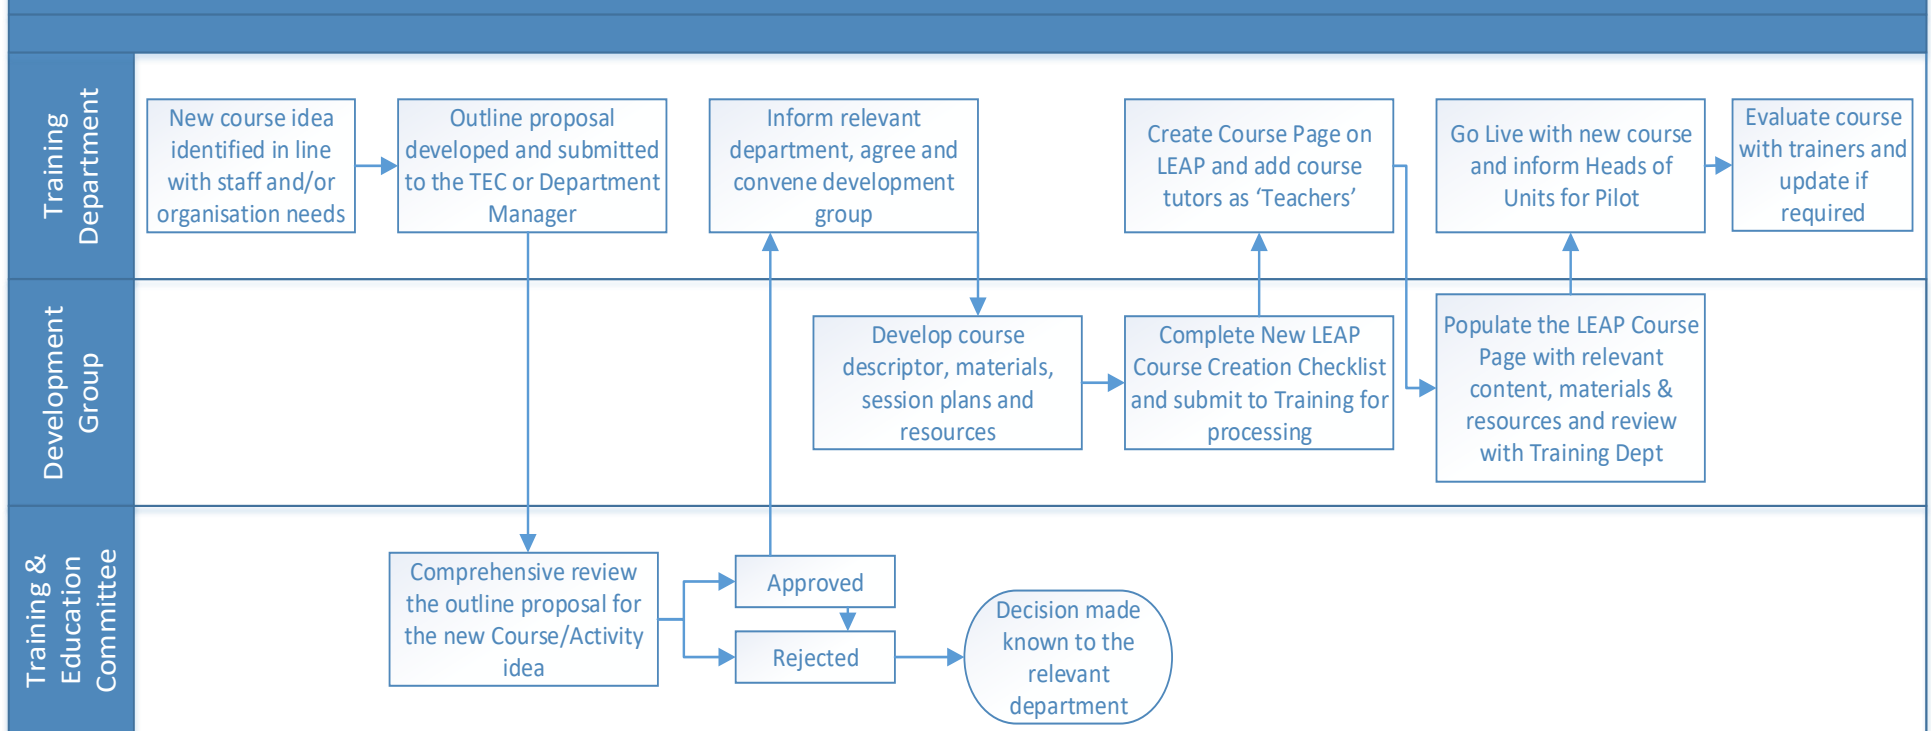 Training
Department
New course idea
identified in line
with staff and/or
organisation needs
Outline proposal
developed and submitted
to the TEC or Department
Manager
Inform relevant
department, agree and
convene development
group
Create Course Page on
LEAP and add course
tutors as ‘Teachers’
Go Live with new course
and inform Heads of
Units for Pilot
Evaluate course
with trainers and
update if
required
Development
Group
Develop course
descriptor, materials,
session plans and
resources
Complete New LEAP
Course Creation Checklist
and submit to Training for
processing
Populate the LEAP Course
Page with relevant
content, materials &
resources and review
with Training Dept
Training &
Education
Committee
Comprehensive review
the outline proposal for
the new Course/Activity
idea
Approved
Rejected
Decision made
known to the
relevant
department